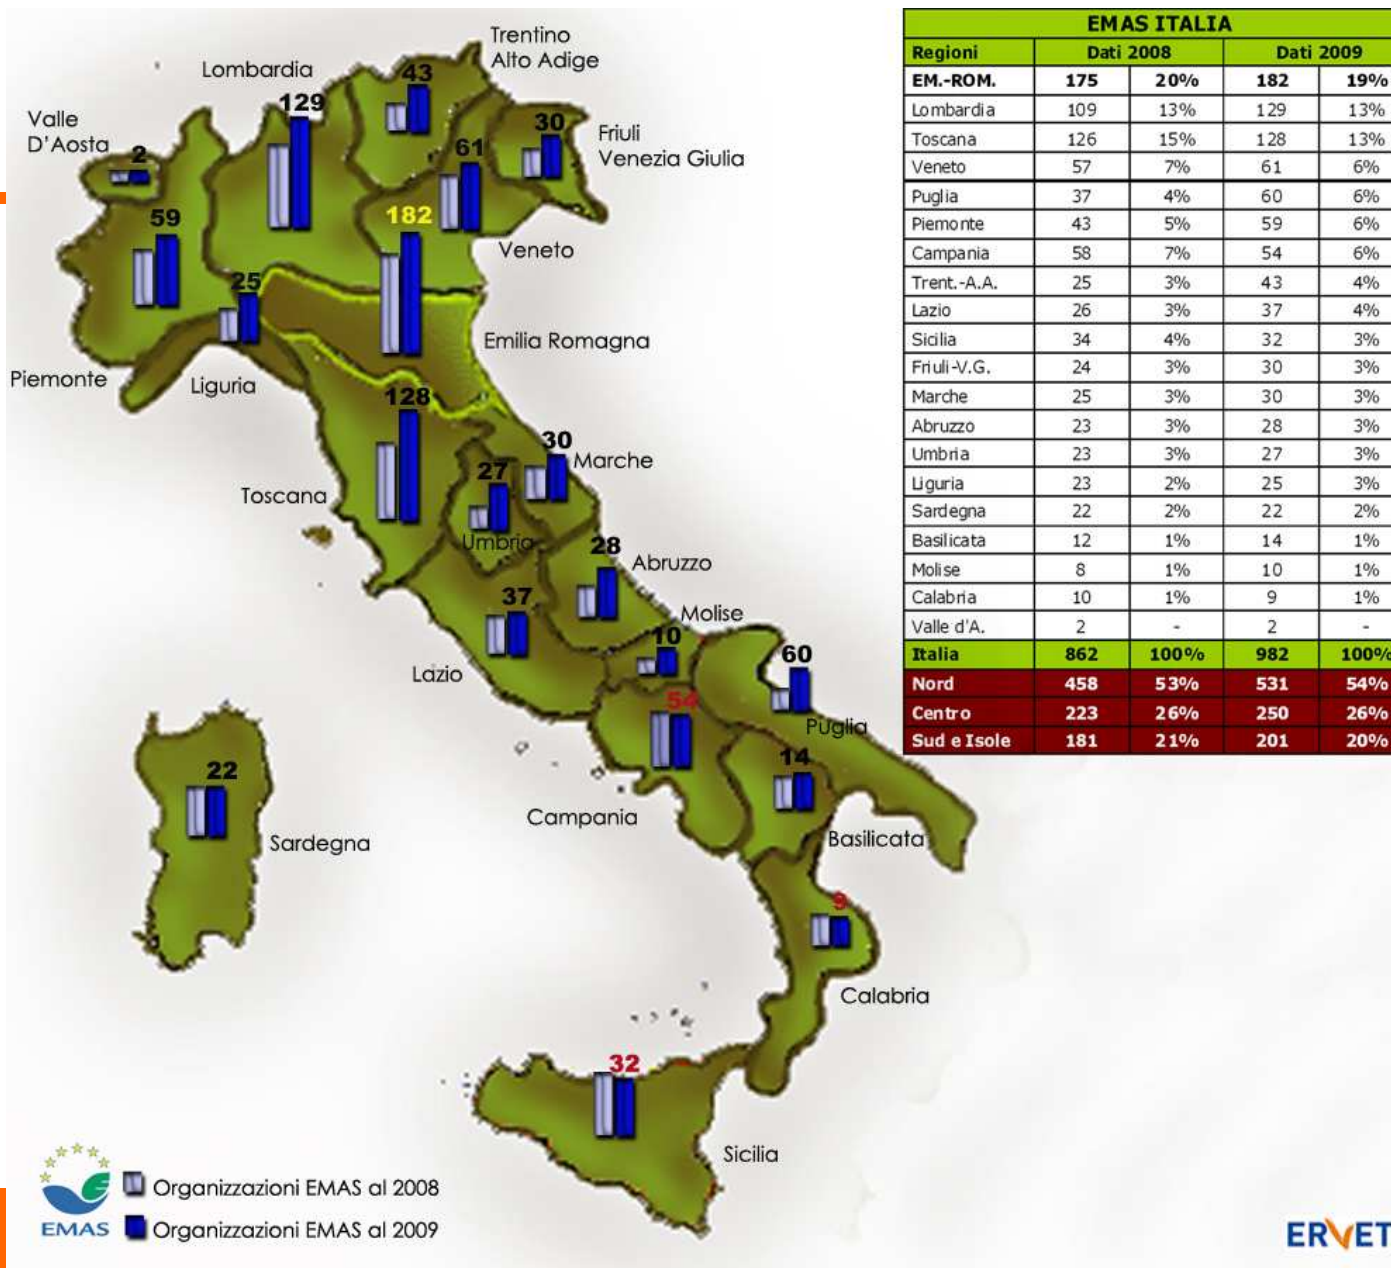 Trentino
Alto Adige
Lombardia
43
129
Valle
D'Aosta
2
30
Friuli
Venezia Giulia
61
59
182
Veneto
25
Emilia Romagna
Piemonte
Liguria
128
30
Marche
27
Toscana
Umbria
28
Abruzzo
37
Molise
10
60
Lazio
54
Puglia
22
14
Campania
Sardegna
Basilicata
9
Calabria
32
Sicilia
EMAS ITALIA
Regioni Dati 2008 Dati 2009
EM.-ROM. 175 20% 182 19%
Lombardia 109 13% 129 13%
Toscana 126 15% 128 13%
Veneto 57 7% 61 6%
Puglia 37 4% 60 6%
Piemonte 43 5% 59 6%
Campania 58 7% 54 6%
Trent.-A.A. 25 3% 43 4%
Lazio 26 3% 37 4%
Sicilia 34 4% 32 3%
Friuli-V.G. 24 3% 30 3%
Marche 25 3% 30 3%
Abruzzo 23 3% 28 3%
Umbria 23 3% 27 3%
Liguria 23 2% 25 3%
Sardegna 22 2% 22 2%
Basilicata 12 1% 14 1%
Molise 8 1% 10 1%
Calabria 10 1% 9 1%
Valle d'A. 2 - 2 -
Italia 862 100% 982 100%
Nord 458 53% 531 54%
Centro 223 26% 250 26%
Sud e Isole 181 21% 201 20%
Organizzazioni EMAS al 2008
Organizzazioni EMAS al 2009
EMAS
ERVET